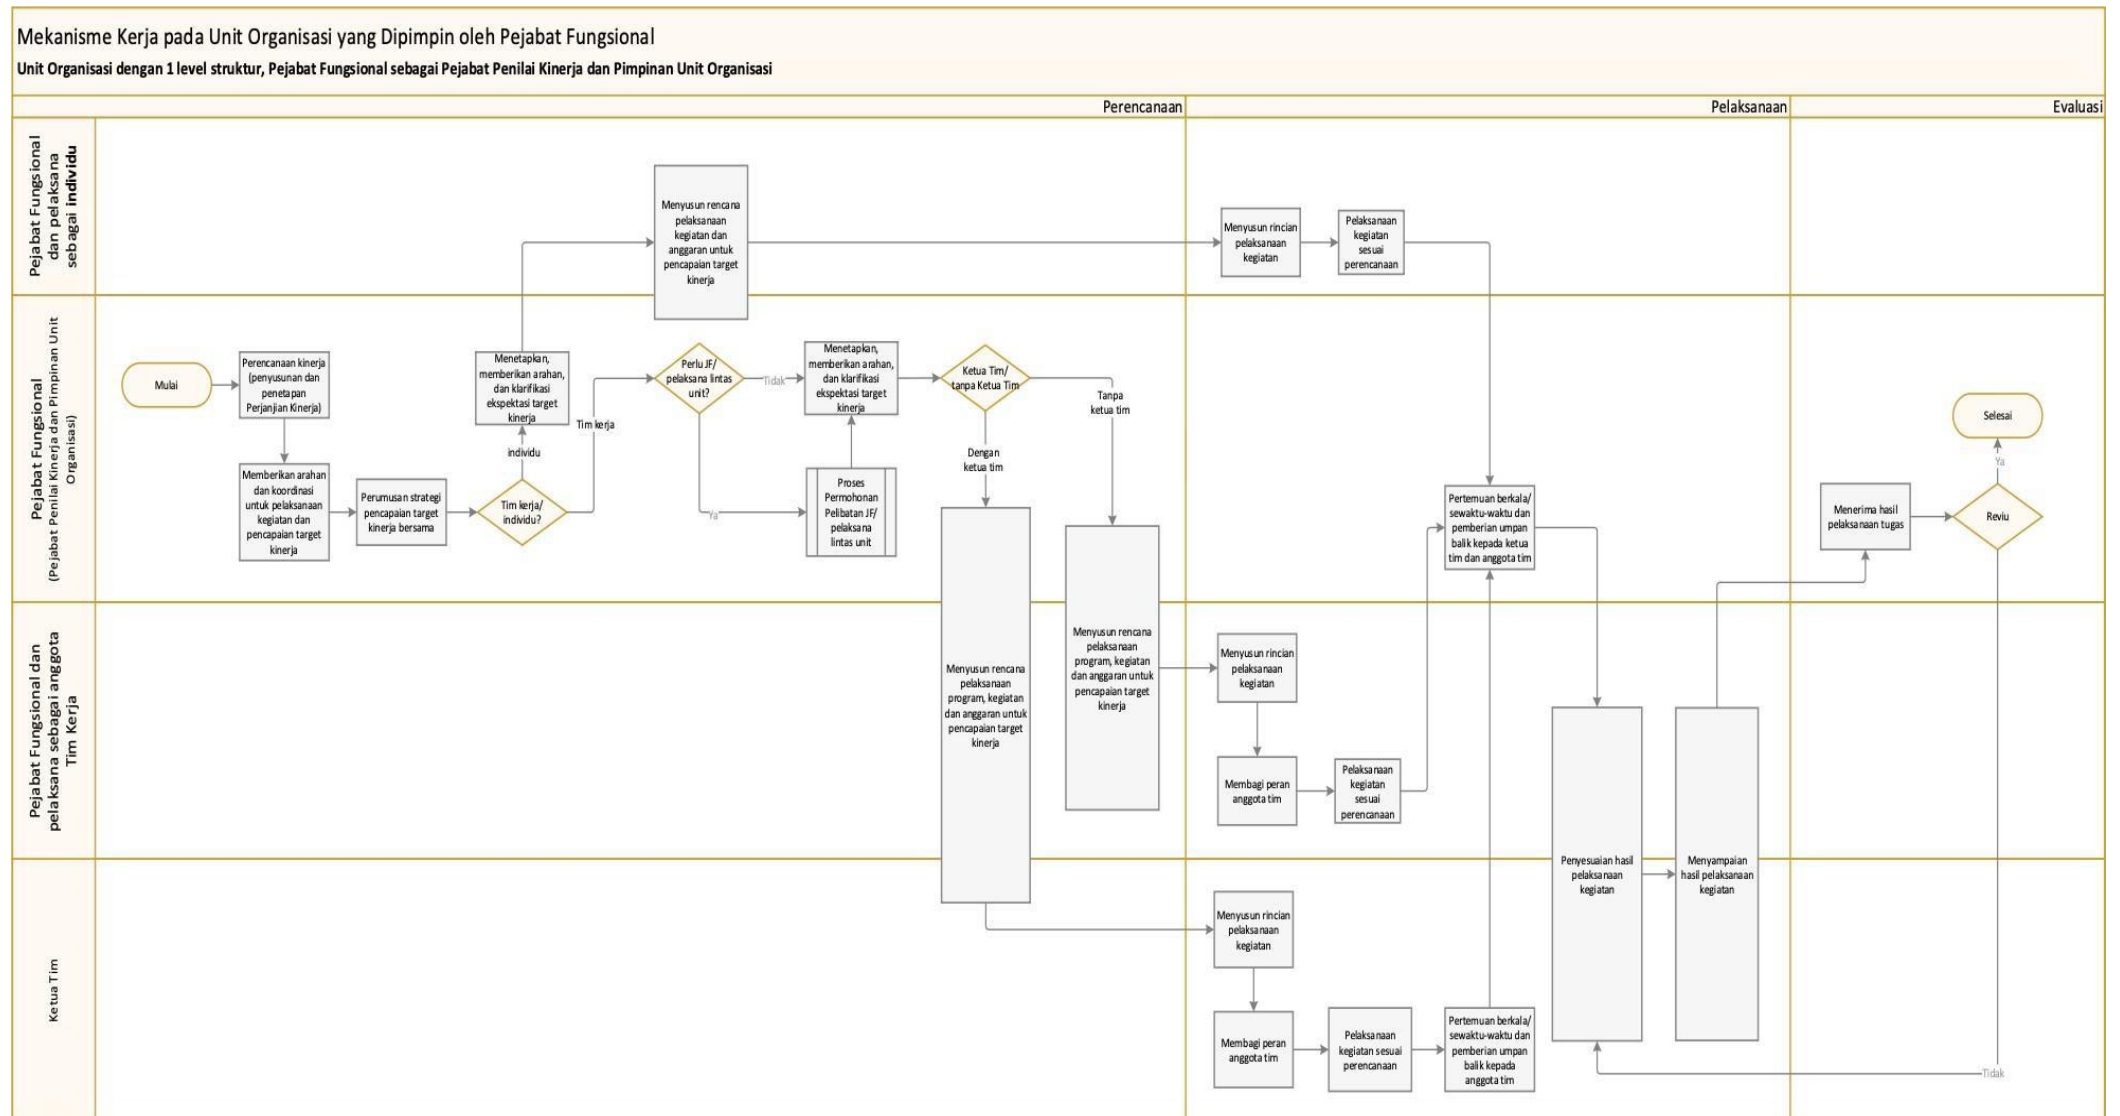 Mekanisme Kerja pada Unit Organisasi yang Dipimpin oleh Pejabat Fungsional
Unit Organisasi dengan 1 level struktur, Pejabat Fungsional sebagai Pejabat Penilai Kinerja dan Pimpinan Unit Organisasi
Perencanaan
Pelaksanaan
Evaluasi
Pejabat Fungsional
dan pelaksana
sebagai individu
Menyusun rencana
pelaksanaan
kegiatan dan
anggaran untuk
pencapaian target
kinerja
Menyusun rincian
pelaksanaan
kegiatan
Pelaksanaan
kegiatan
sesuai
perencanaan
Pejabat Fungsional
(Pejabat Penilai Kinerja dan Pimpinan Unit
Organisasi)
Mulai
Perencanaan kinerja
(penyusunan dan
penetapan
Perjanjian Kinerja)
Memberikan arahan
dan koordinasi
untuk pelaksanaan
kegiatan dan
pencapaian target
kinerja
Perumusan strategi
pencapaian target
kinerja bersama
Tim kerja/
individu?
individu
Menetapkan,
memberikan arahan,
dan klarifikasi
ekspektasi target
kinerja
Tim kerja
Perlu JF/
pelaksana lintas
unit?
Tidak
Ya
Proses
Permohonan
Pelibatan JF/
pelaksana
lintas unit
Menetapkan,
memberikan arahan,
dan klarifikasi
ekspektasi target
kinerja
Ketua Tim/
tanpa Ketua Tim
Dengan
ketua tim
Tanpa
ketua tim
Pertemuan berkala/
sewaktu-waktu dan
pemberian umpan
balik kepada ketua
tim dan anggota tim
Menerima hasil
pelaksanaan tugas
Reviu
Ya
Selesai
Pejabat Fungsional dan
pelaksana sebagai anggota
Tim Kerja
Menyusun rencana
pelaksanaan
program, kegiatan
dan anggaran untuk
pencapaian target
kinerja
Menyusun rencana
pelaksanaan
program, kegiatan
dan anggaran untuk
pencapaian target
kinerja
Menyusun rincian
pelaksanaan
kegiatan
Membagi peran
anggota tim
Pelaksanaan
kegiatan
sesuai
perencanaan
Penyesuaian hasil
pelaksanaan
kegiatan
Menyampaian
hasil pelaksanaan
kegiatan
Ketua Tim
Menyusun rincian
pelaksanaan
kegiatan
Membagi peran
anggota tim
Pelaksanaan
kegiatan sesuai
perencanaan
Pertemuan berkala/
sewaktu-waktu dan
pemberian umpan
balik kepada
anggota tim
Tidak